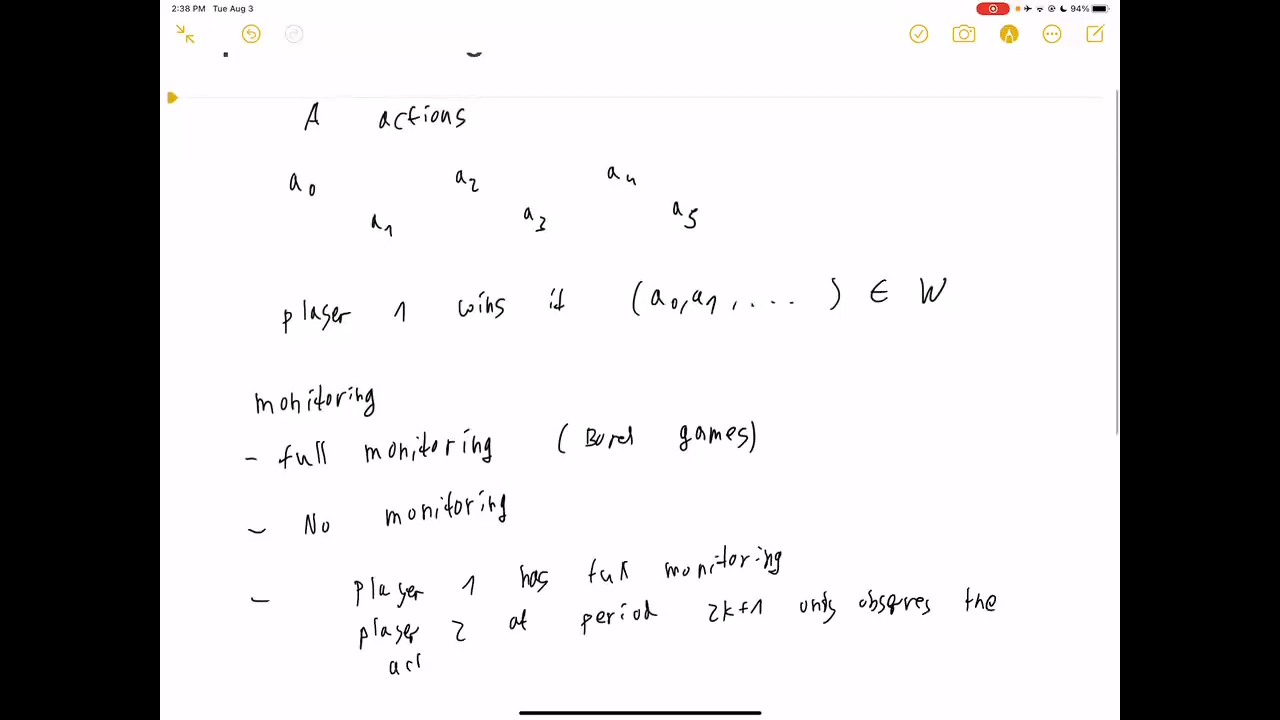 2:38 PM Tue Aug 3
94%
A actions
a0 a2 a4
a1 a3 a5
player 1 wins if (a0, a1, .... ) ∈ W
monitoring
- full monitoring (Borel games)
- No monitoring
- player 1 has full monitoring
player 2 at period 2k+1 only observes the
act